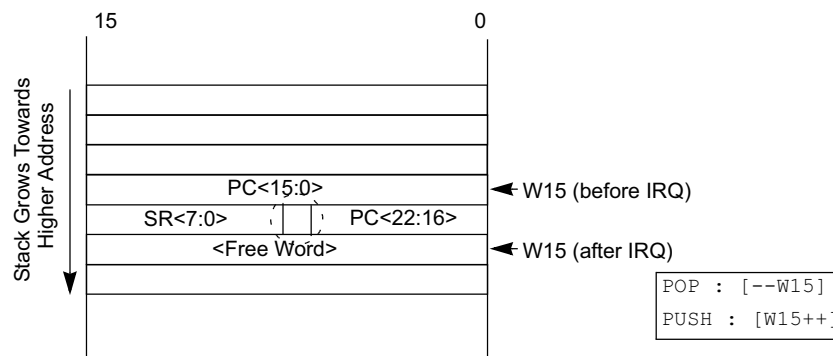 15 0
Stack Grows Towards
Higher Address
PC<15:0>
W15 (before IRQ)
SR<7:0> PC<22:16>
<Free Word>
W15 (after IRQ)
POP : [--W15]
PUSH : [W15++]